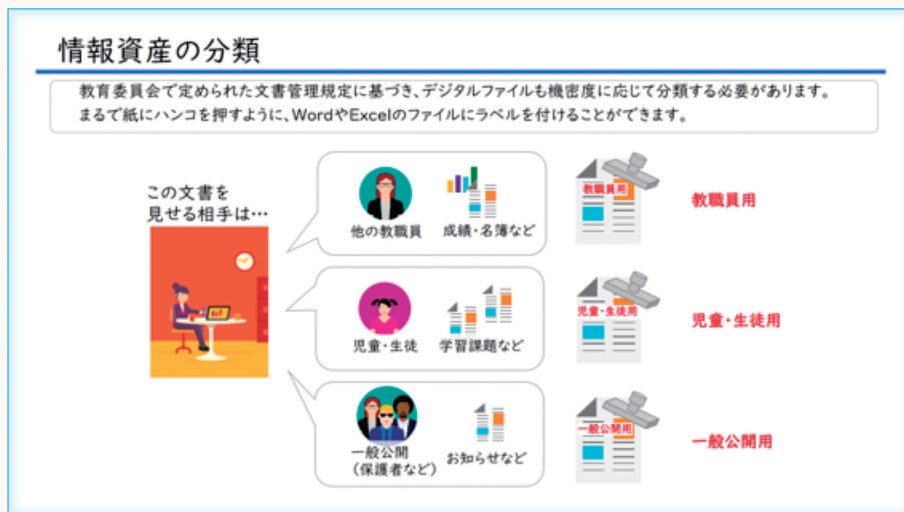 情報資産の分類
教育委員会で定められた文書管理規定に基づき、デジタルファイルも機密度に応じて分類する必要があります。
まるで紙にハンコを押すように、WordやExcelのファイルにラベルを付けることができます。
この文書を
見せる相手は…
他の教職員
成績・名簿など
教職員用
教職員用
児童・生徒
学習課題など
児童・生徒用
児童・生徒用
一般公開
(保護者など)
お知らせなど
一般公開用
一般公開用